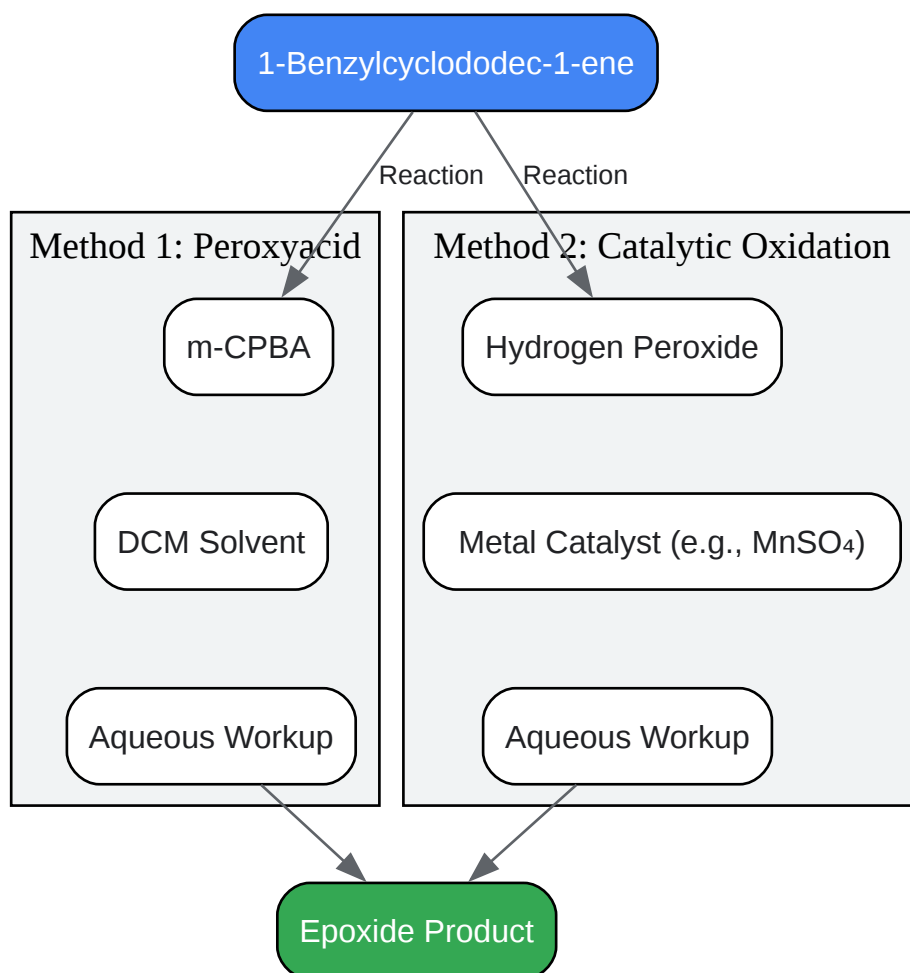 1-Benzylcyclododec-1-ene
Reaction
Reaction
Method 1: Peroxyacid
Method 2: Catalytic Oxidation
m-CPBA
Hydrogen Peroxide
DCM Solvent
Metal Catalyst (e.g., MnSO₄)
Aqueous Workup
Aqueous Workup
Epoxide Product